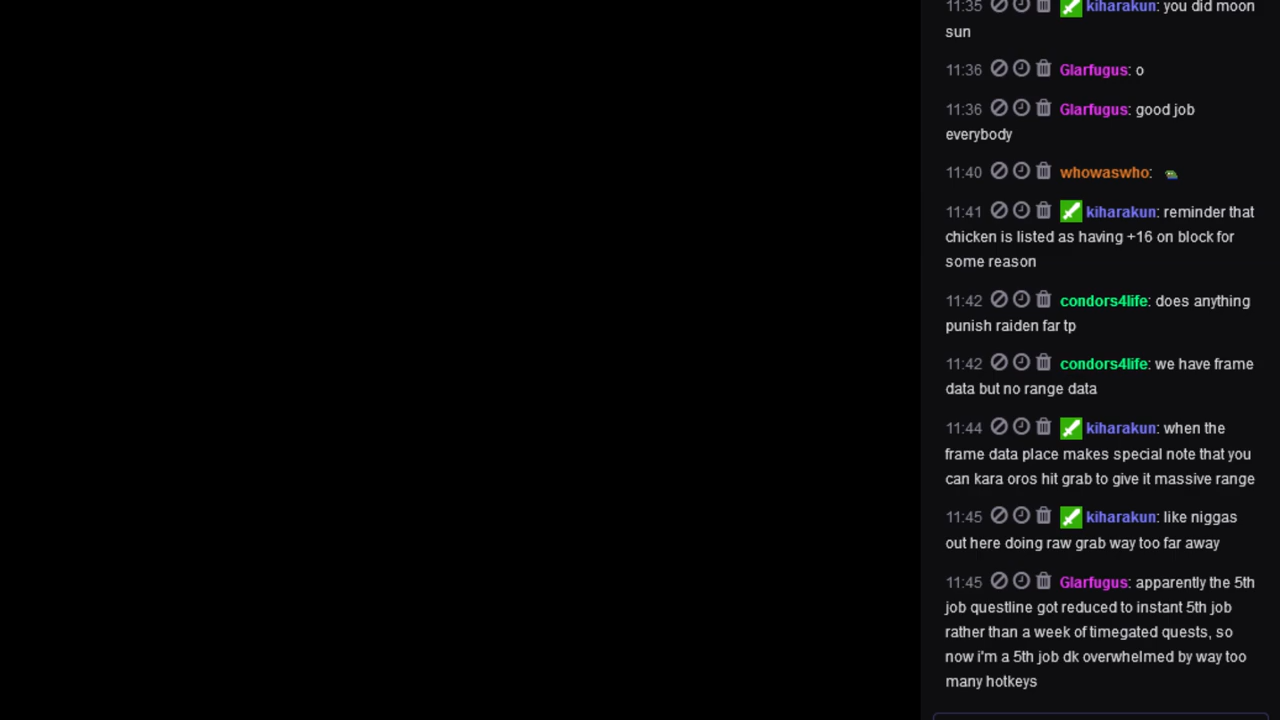 11:35 kiharakun: you did moon
sun
11:36 Glarfugus: o
11:36 Glarfugus: good job
everybody
11:40 whowaswho:
11:41 kiharakun: reminder that
chicken is listed as having +16 on block for
some reason
11:42 condors4life: does anything
punish raiden far tp
11:42 condors4life: we have frame
data but no range data
11:44 kiharakun: when the
frame data place makes special note that you
can kara oros hit grab to give it massive range
11:45 kiharakun: like niggas
out here doing raw grab way too far away
11:45 Glarfugus: apparently the 5th
job questline got reduced to instant 5th job
rather than a week of timegated quests, so
now i'm a 5th job dk overwhelmed by way too
many hotkeys